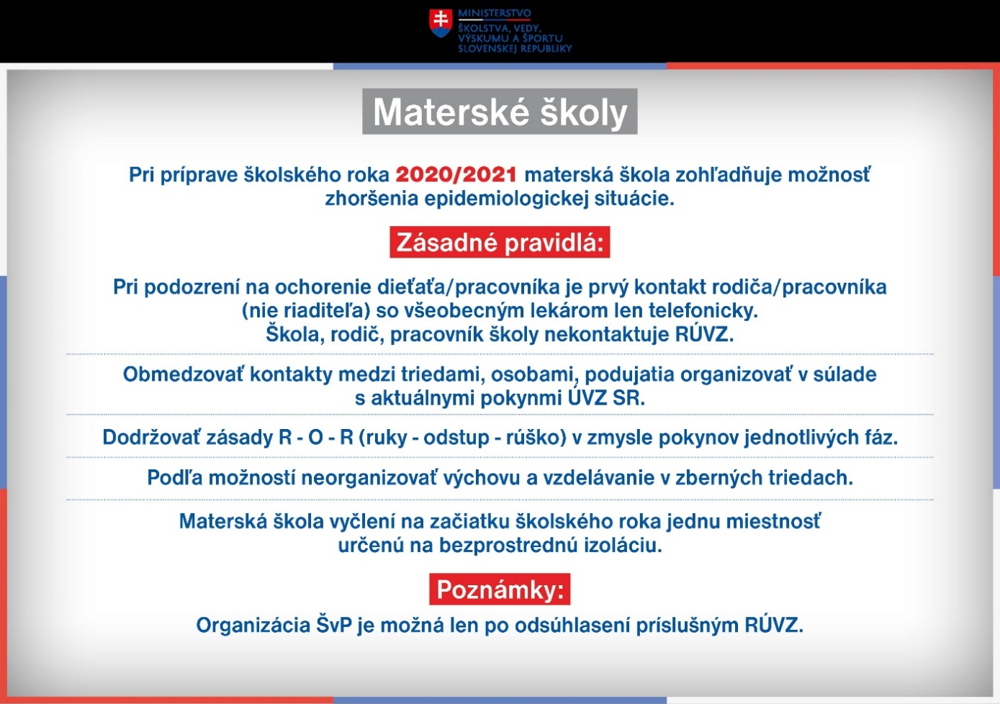 MINISTERSTVO
ŠKOLSTVA, VEDY,
VÝSKUMU A ŠPORTU
SLOVENSKEJ REPUBLIKY
Materské školy
Pri príprave školského roka 2020/2021 materská škola zohľadňuje možnosť
zhoršenia epidemiologickej situácie.
Zásadné pravidlá:
Pri podozrení na ochorenie dieťaťa/pracovníka je prvý kontakt rodiča/pracovníka
(nie riaditeľa) so všeobecným lekárom len telefonicky.
Škola, rodič, pracovník školy nekontaktuje RÚVZ.
Obmedzovať kontakty medzi triedami, osobami, podujatia organizovať v súlade
s aktuálnymi pokynmi ÚVZ SR.
Dodržovať zásady R - O - R (ruky - odstup - rúško) v zmysle pokynov jednotlivých fáz.
Podľa možností neorganizovať výchovu a vzdelávanie v zberných triedach.
Materská škola vyčlení na začiatku školského roka jednu miestnosť
určenú na bezprostrednú izoláciu.
Poznámky:
Organizácia ŠvP je možná len po odsúhlasení príslušným RÚVZ.